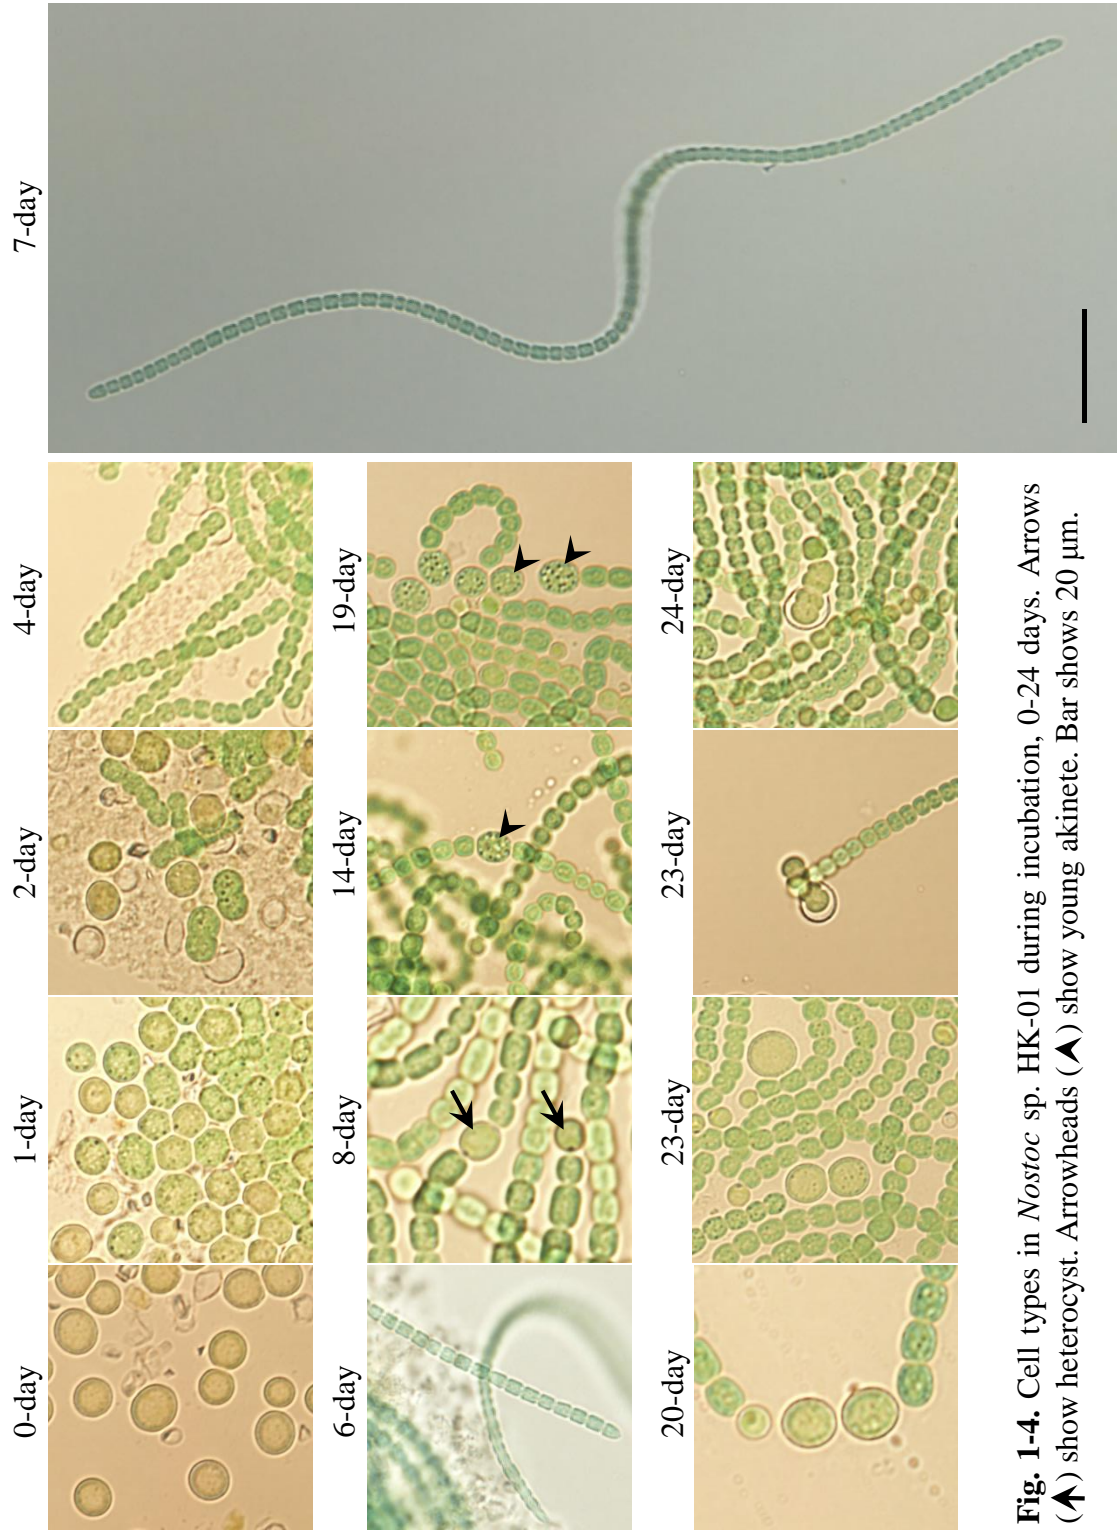 0-day
1-day
2-day
4-day
7-day
6-day
8-day
14-day
19-day
20-day
23-day
23-day
24-day
Fig. 1-4. Cell types in Nostoc sp. HK-01 during incubation, 0-24 days. Arrows
(↑) show heterocyst. Arrowheads (⮝) show young akinete. Bar shows 20 μm.